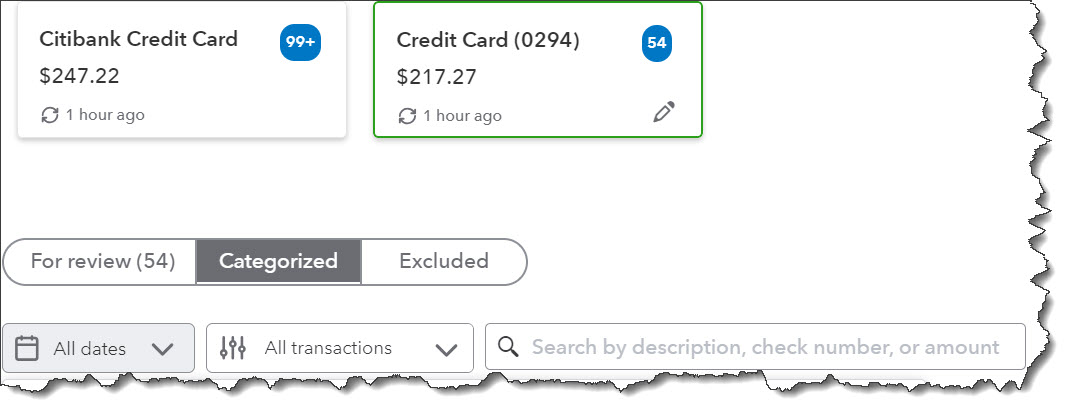 Citibank Credit Card 99+
$247.22
1 hour ago
Credit Card (0294) 54
$217.27
1 hour ago
For review (54) Categorized Excluded
All dates All transactions Search by description, check number, or amount